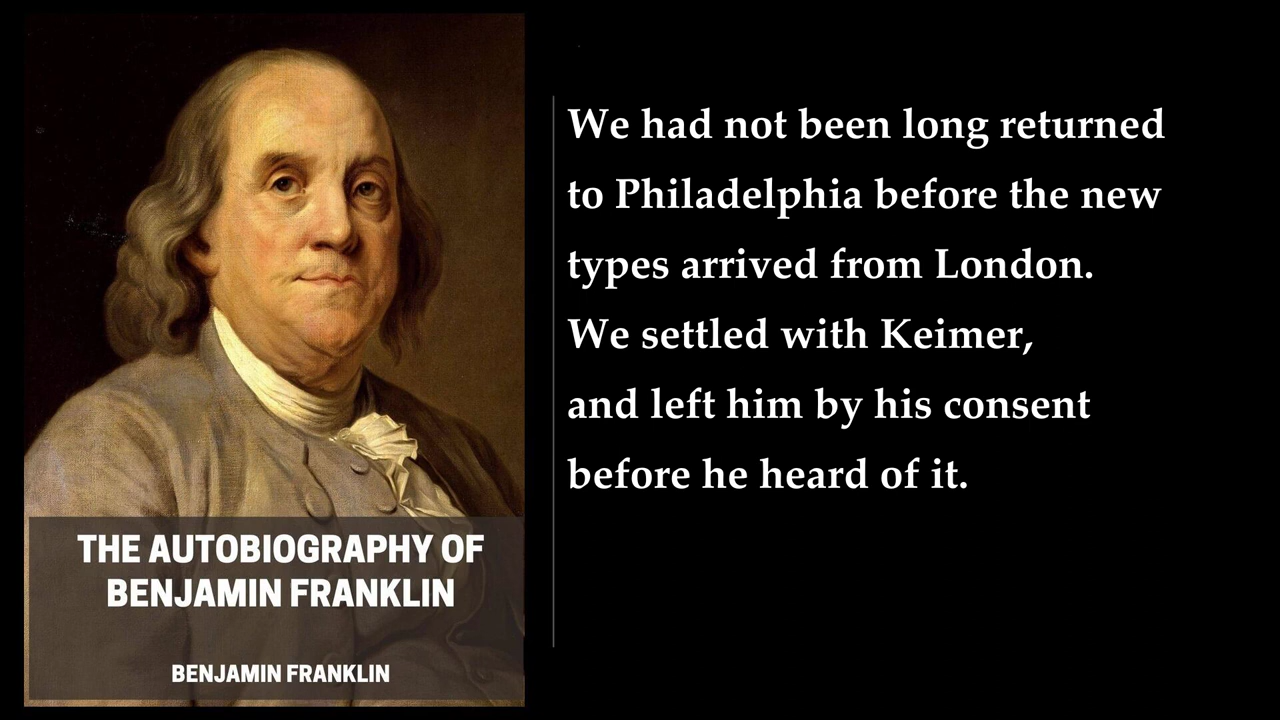 THE AUTOBIOGRAPHY OF
BENJAMIN FRANKLIN
BENJAMIN FRANKLIN
We had not been long returned
to Philadelphia before the new
types arrived from London.
We settled with Keimer,
and left him by his consent
before he heard of it.